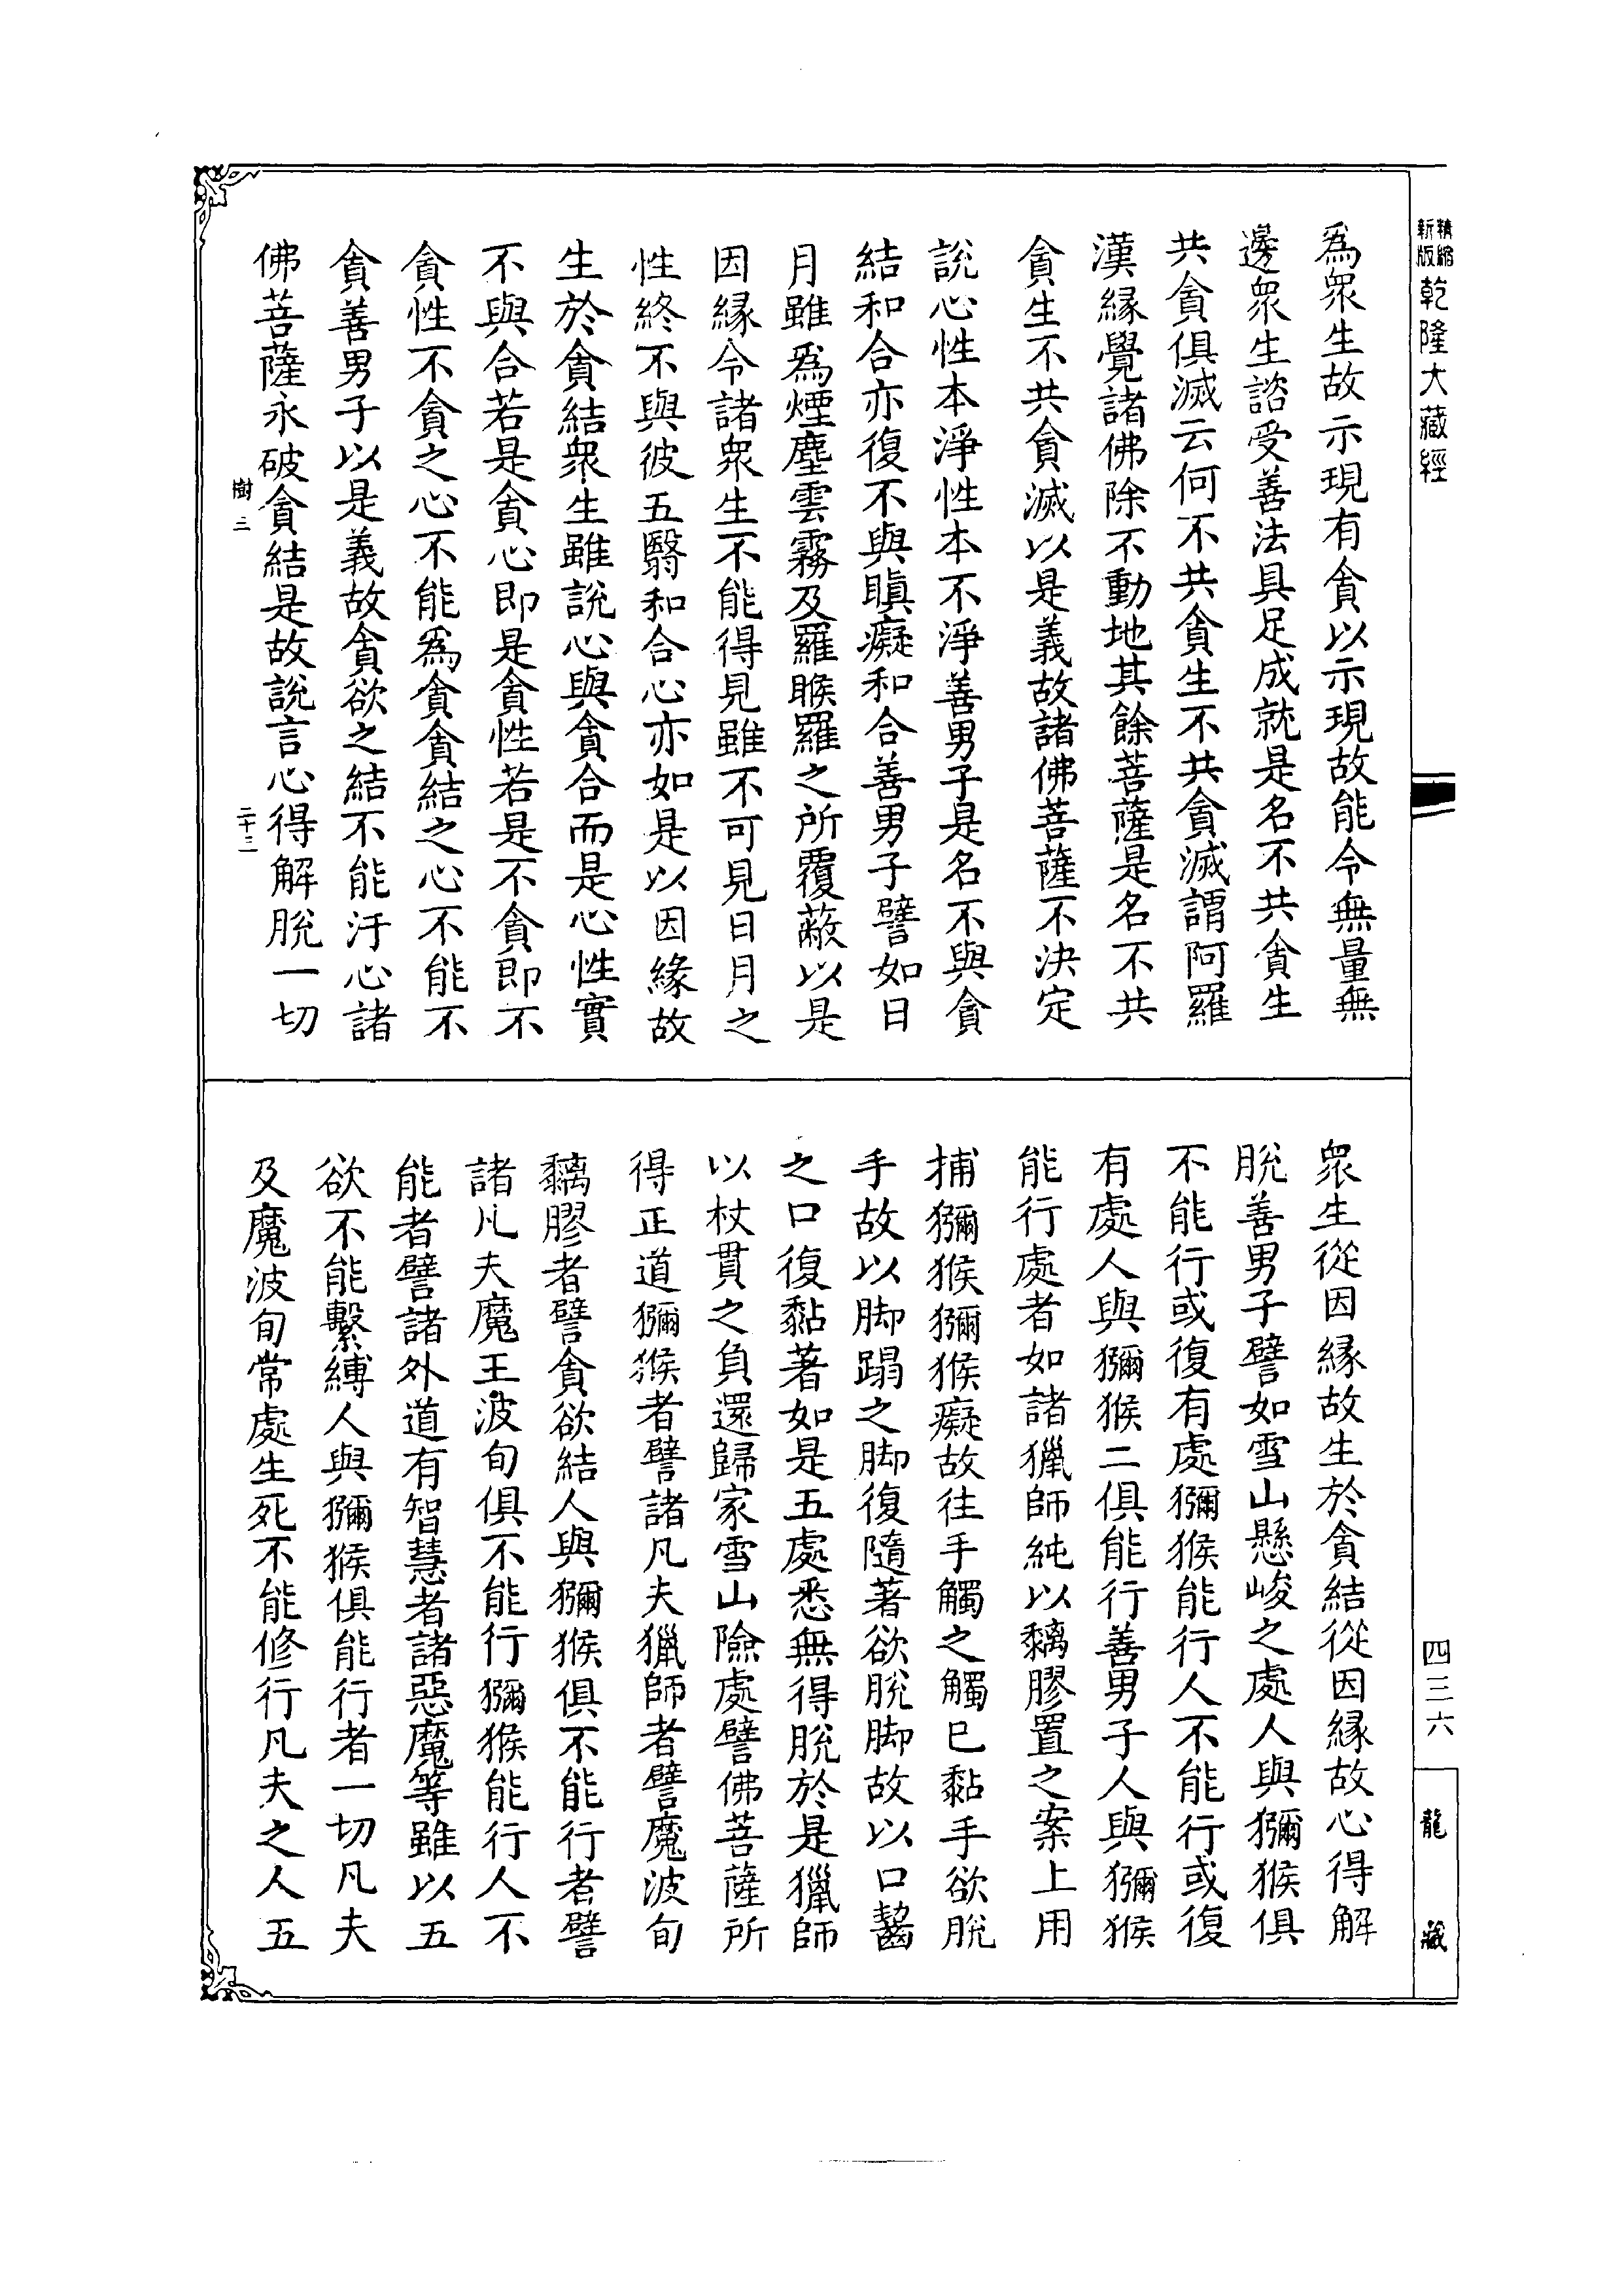 精縮新版乾隆大藏經
爲衆生故示現有貪以示現故能令無量無
邊衆生諮受善法具足成就是名不共貪生
共貪俱滅云何不共貪生不共貪滅謂阿羅
漢緣覺諸佛除不動地其餘菩薩是名不共
貪生不共貪滅以是義故諸佛菩薩不決定
說心性本淨性本不淨善男子是名不與貪
結和合亦復不與瞋癡和合善男子譬如日
月雖爲煙塵雲霧及羅睺羅之所覆蔽以是
因緣令諸衆生不能得見雖不可見日月之
性終不與彼五翳和合心亦如是以因緣故
生於貪結衆生雖說心與貪合而是心性實
不與合若是貪心即是貪性若是不貪即不
貪性不貪之心不能爲貪貪結之心不能不
貪善男子以是義故貪欲之結不能汙心諸
佛菩薩永破貪結是故說言心得解脫一切
樹三
二十三
衆生從因緣故生於貪結從因緣故心得解
脫善男子譬如雪山懸峻之處人與獼猴俱
不能行或復有處獼猴能行人不能行或復
有處人與獼猴二俱能行善男子人與獼猴
能行處者如諸獵師純以黐膠置之案上用
捕獼猴獼猴癡故往手觸之觸已黏手欲脫
手故以脚蹋之脚復隨著欲脫脚故以口齧
之口復黏著如是五處悉無得脫於是獵師
以杖貫之負還歸家雪山險處譬佛菩薩所
得正道獼猴者譬諸凡夫獵師者譬魔波旬
黐膠者譬貪欲結人與獼猴俱不能行者譬
諸凡夫魔王波旬俱不能行獼猴能行人不
能者譬諸外道有智慧者諸惡魔等雖以五
欲不能繫縛人與獼猴俱能行者一切凡夫
及魔波旬常處生死不能修行凡夫之人五
四三六
龍藏